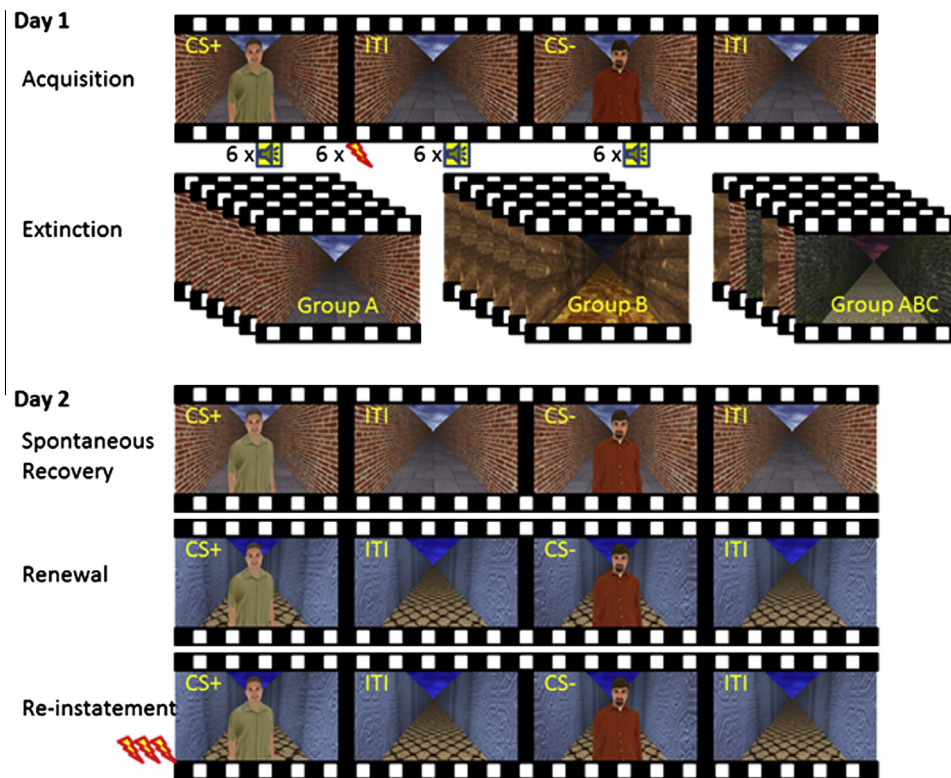 Day 1
CS+ ITI CS- ITI
Acquisition
6 x 6 x 6 x 6 x
Extinction
Group A Group B Group ABC
Day 2
CS+ ITI CS- ITI
Spontaneous
Recovery
CS+ ITI CS- ITI
Renewal
CS+ ITI CS- ITI
Re-instatement